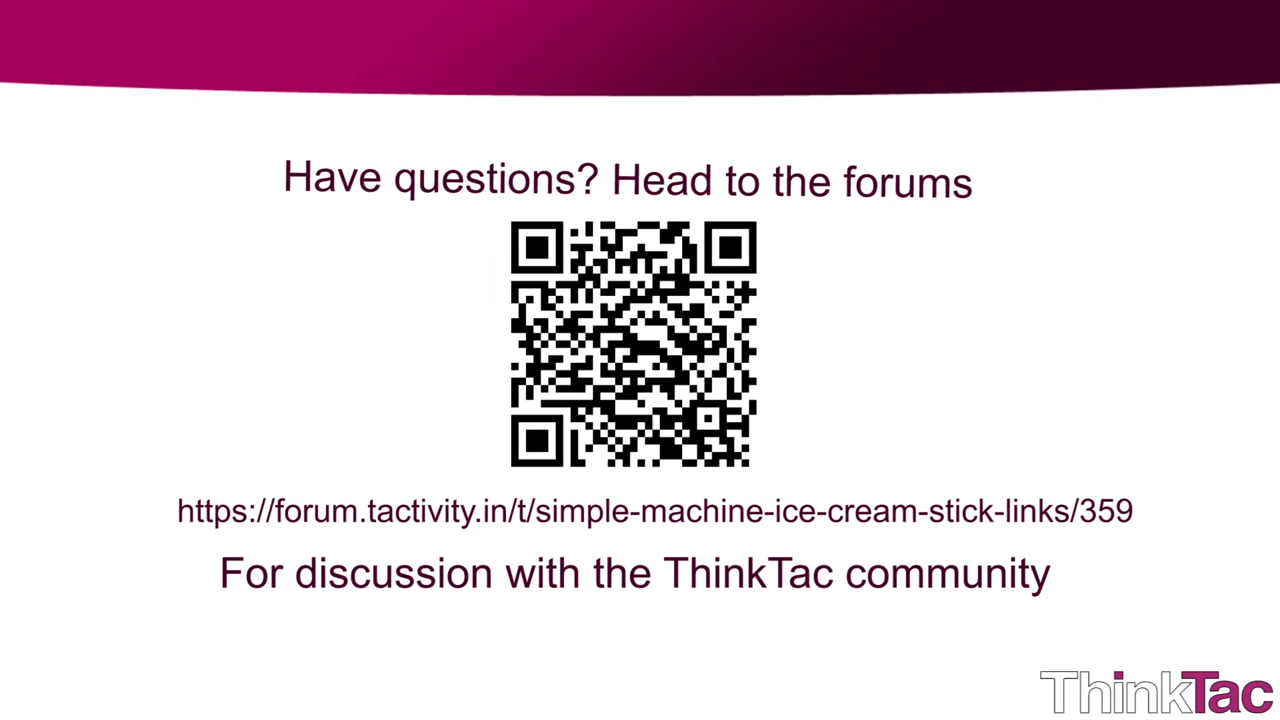 Have questions? Head to the forums
https://forum.tactivity.in/t/simple-machine-ice-cream-stick-links/359
For discussion with the ThinkTac community
ThinkTac